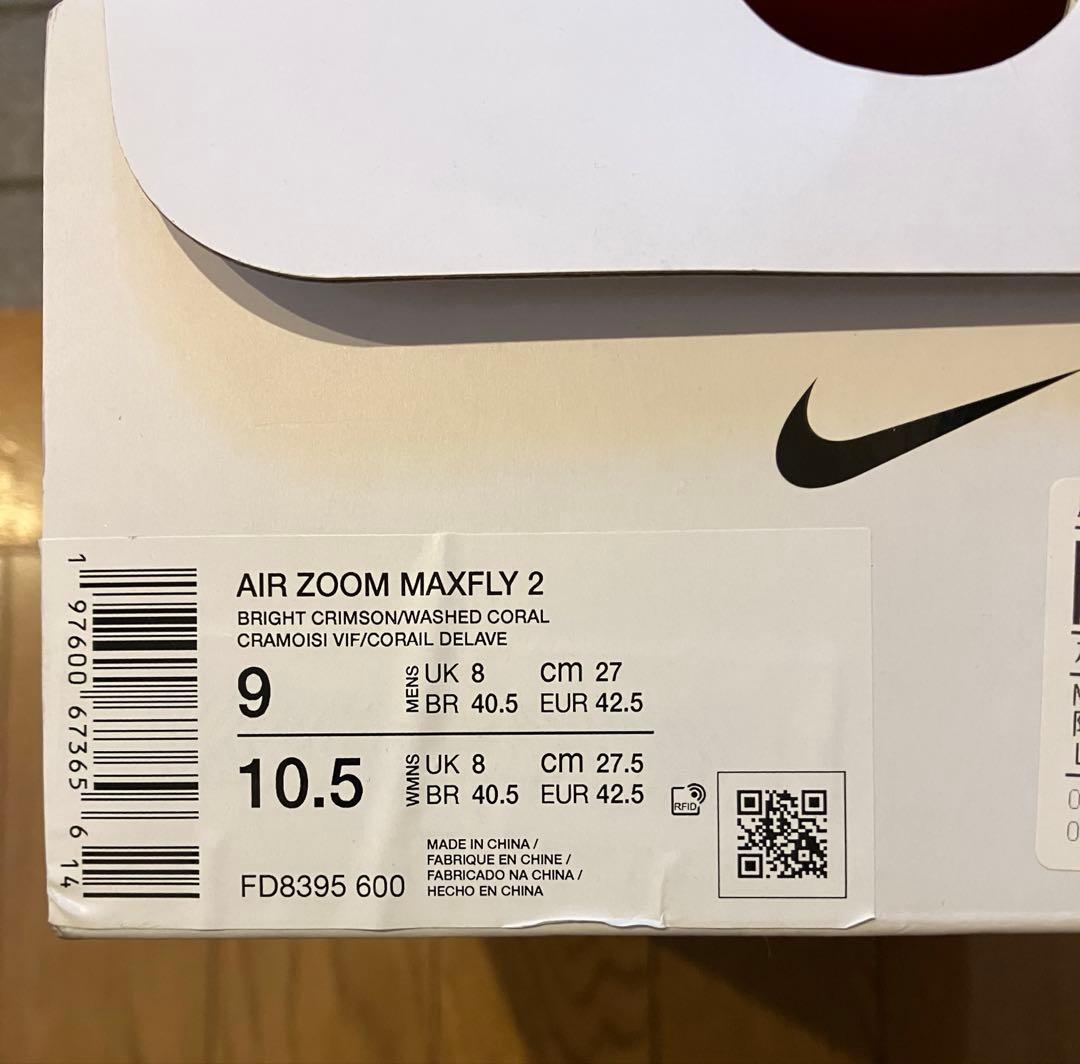 AIR ZOOM MAXFLY 2
BRIGHT CRIMSON/WASHED CORAL
CRAMOISI VIF/CORAIL DELAVE
9 MENS UK 8 cm 27
BR 40.5 EUR 42.5
10.5 WMNS UK 8 cm 27.5
BR 40.5 EUR 42.5
RFID
MADE IN CHINA /
FABRIQUE EN CHINE /
FABRICADO NA CHINA /
HECHO EN CHINA
FD8395 600
1 97600 67365 6 14